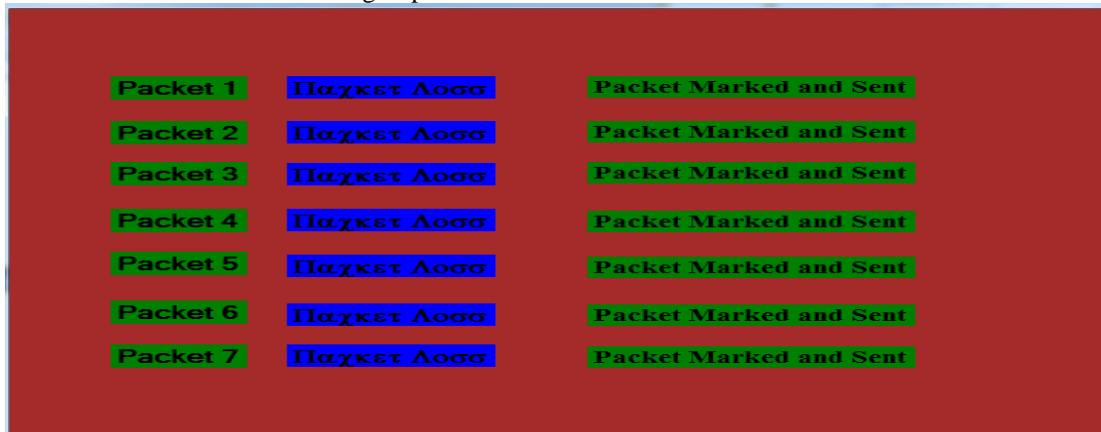 Packet 1 Παχκετ Λοσσ Packet Marked and Sent
Packet 2 Παχκετ Λοσσ Packet Marked and Sent
Packet 3 Παχκετ Λοσσ Packet Marked and Sent
Packet 4 Παχκετ Λοσσ Packet Marked and Sent
Packet 5 Παχκετ Λοσσ Packet Marked and Sent
Packet 6 Παχκετ Λοσσ Packet Marked and Sent
Packet 7 Παχκετ Λοσσ Packet Marked and Sent